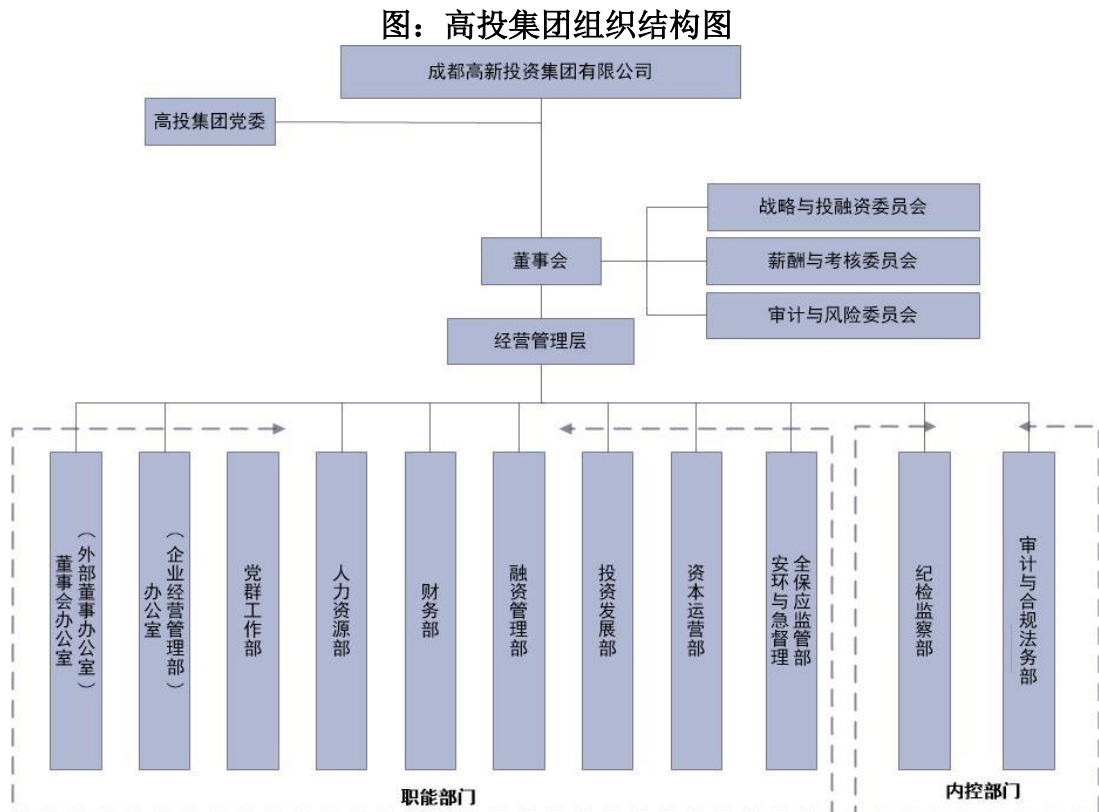 图：高投集团组织结构图
成都高新投资集团有限公司
高投集团党委
战略与投融资委员会
董事会
薪酬与考核委员会
审计与风险委员会
经营管理层
董事会办公室
（外部董事办公室）
办公室
（企业经营管理部）
党群工作部
人力资源部
财务部
融资管理部
投资发展部
资本运营部
安环与急督理
全保应监管部
纪检监察部
审计与合规法务部
职能部门
内控部门